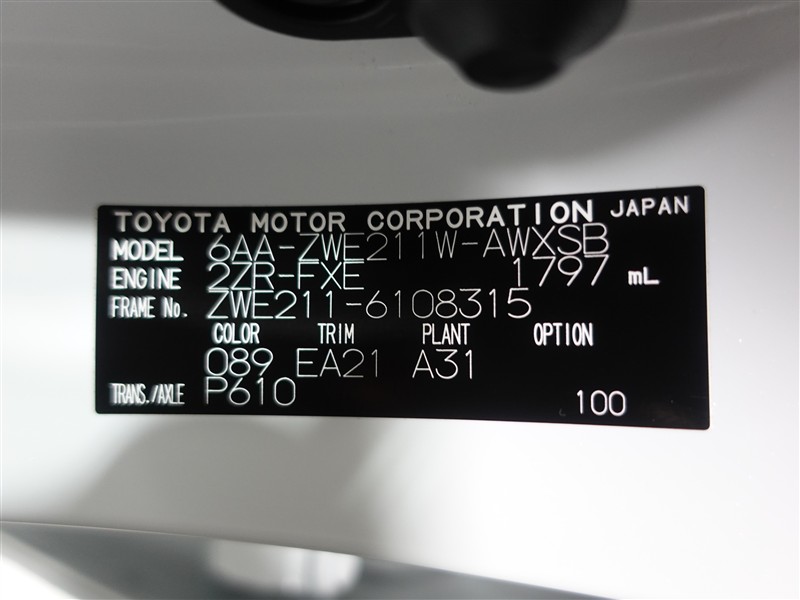 TOYOTA MOTOR CORPORATION JAPAN
MODEL 6AA-ZWE211W-AWXSB
ENGINE 2ZR-FXE 1797 mL
FRAME No. ZWE211-6108315
COLOR TRIM PLANT OPTION
089 EA21 A31
TRANS./AXLE P610
100